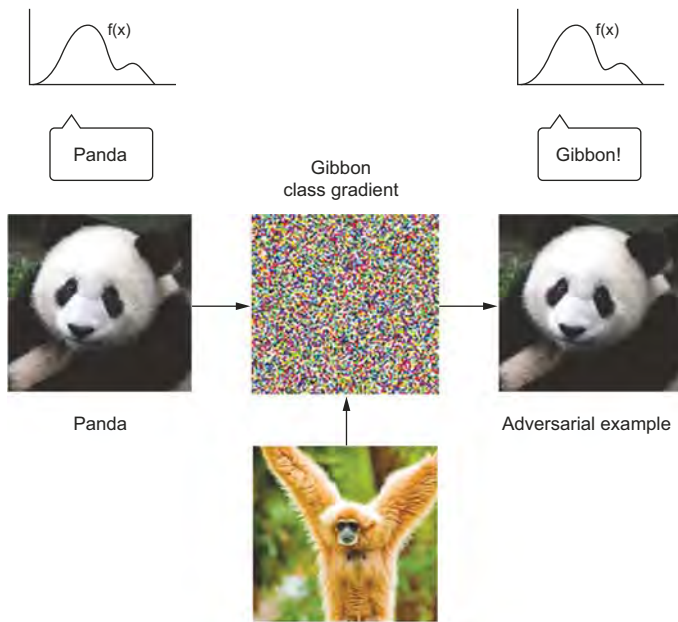 f(x)
f(x)
Panda
Gibbon!
Gibbon
class gradient
Panda
Adversarial example